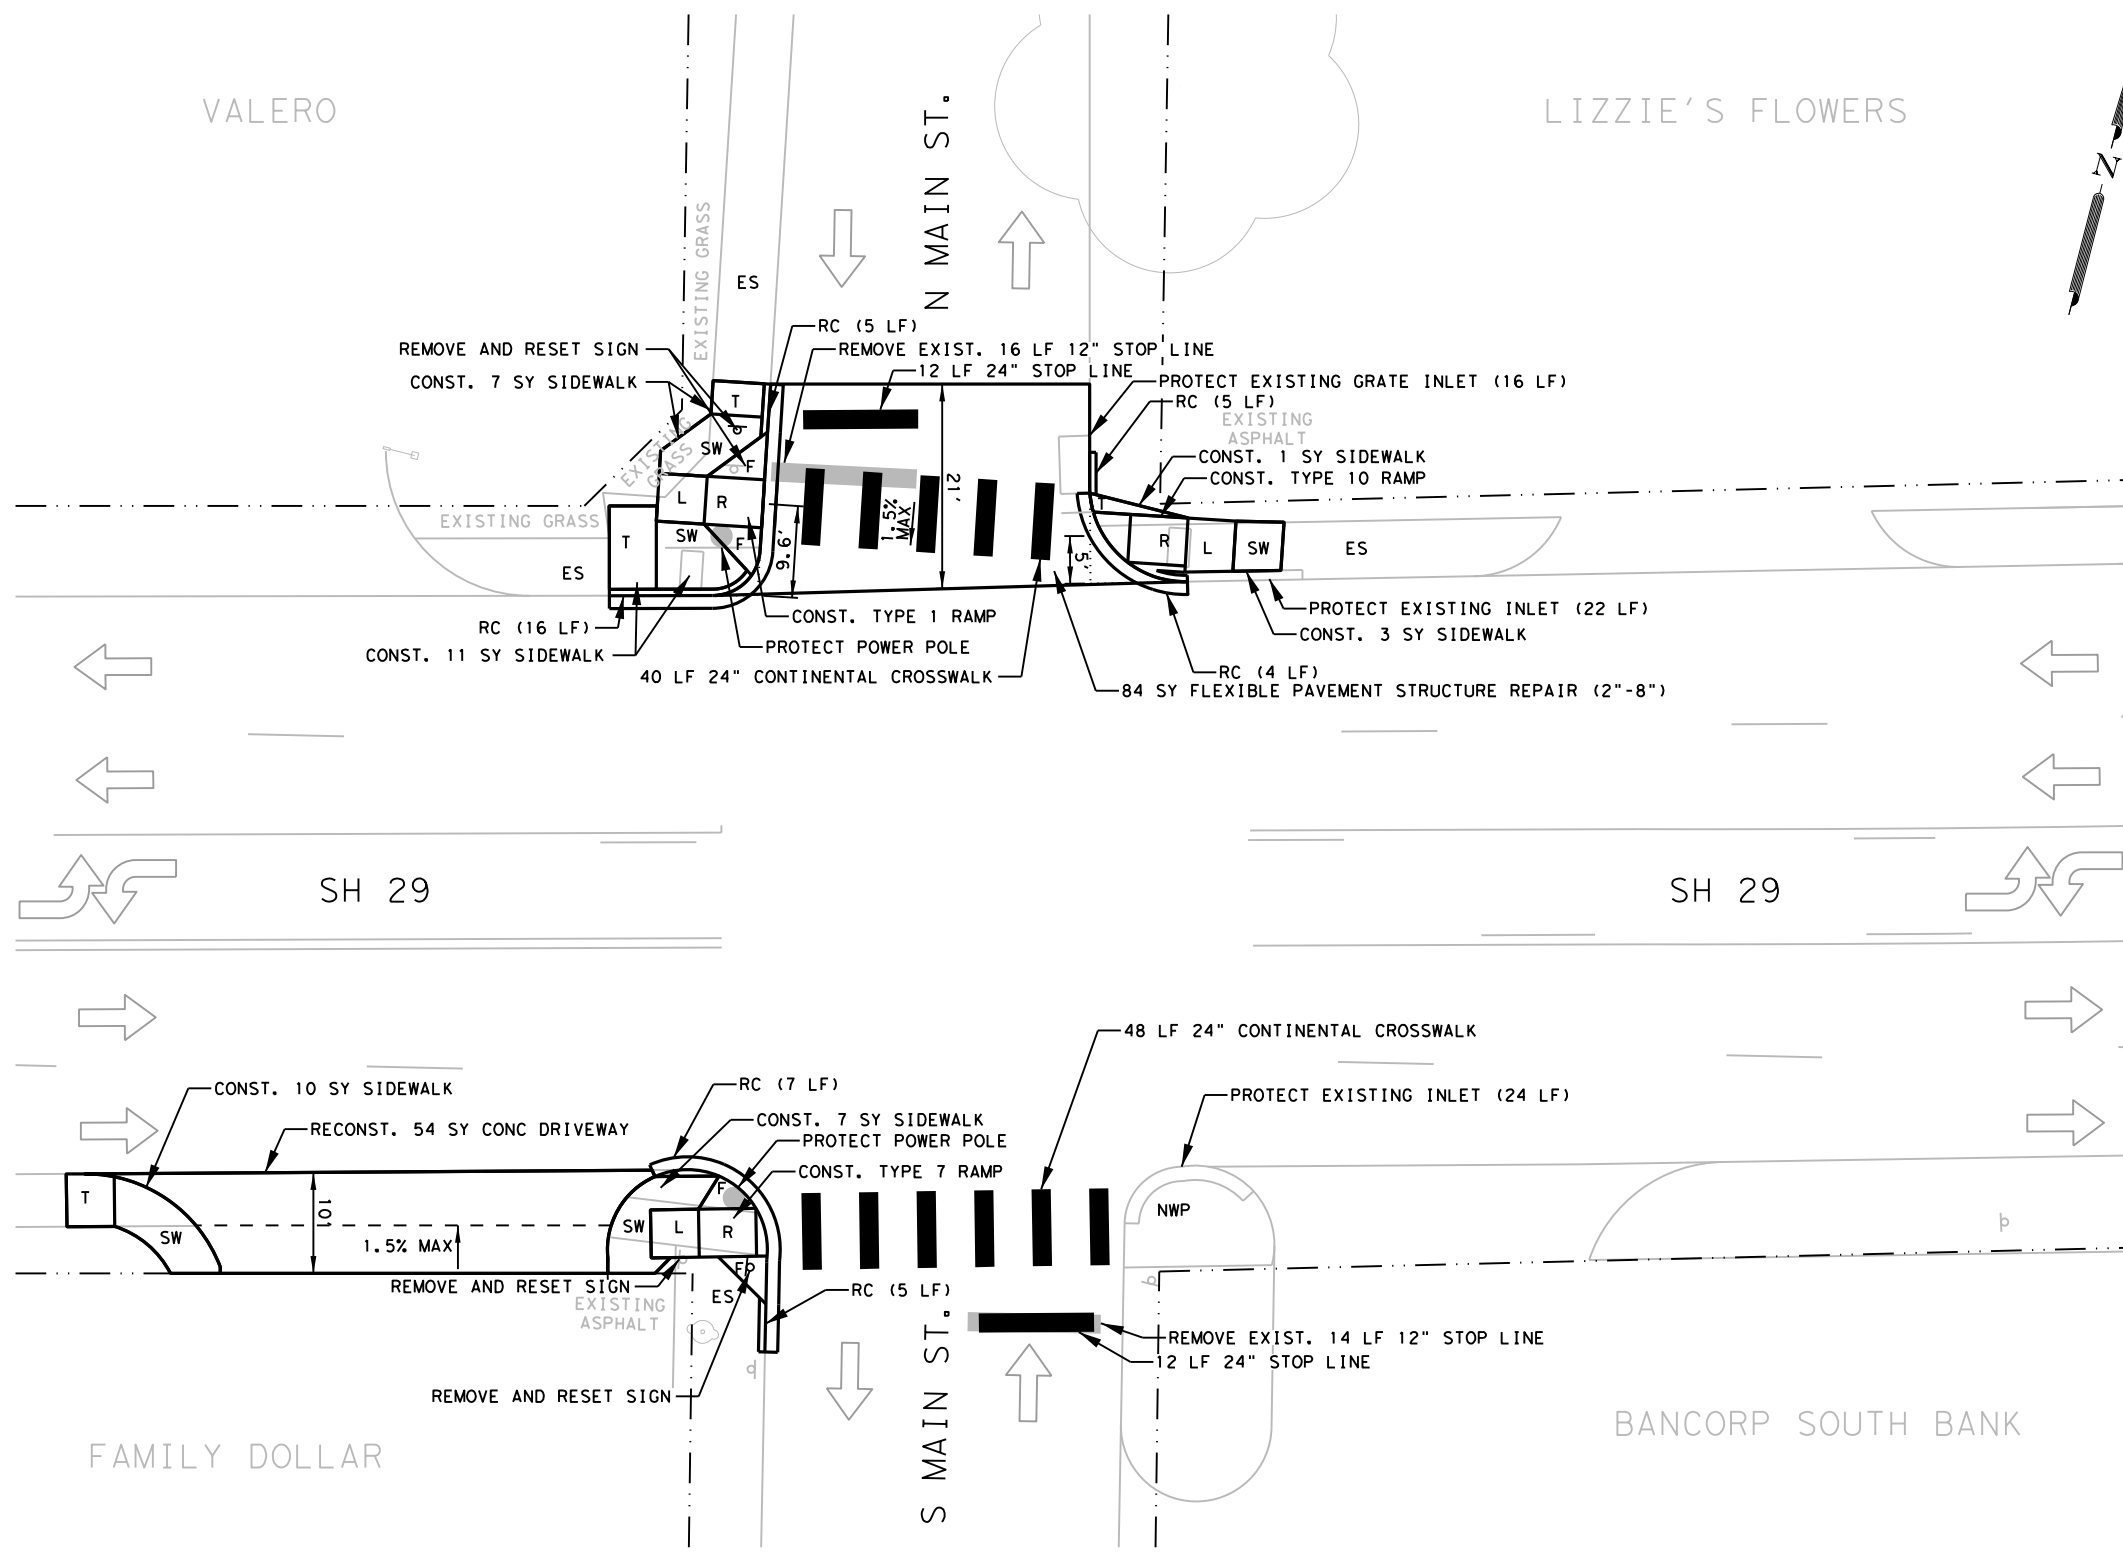 VALERO
LIZZIE'S FLOWERS
N
N MAIN ST.
EXISTING GRASS
ES
RC (5 LF)
REMOVE AND RESET SIGN
REMOVE EXIST. 16 LF 12" STOP LINE
12 LF 24" STOP LINE
CONST. 7 SY SIDEWALK
PROTECT EXISTING GRATE INLET (16 LF)
RC (5 LF)
T
EXISTING
ASPHALT
SW
F
EXISTING
GRASS
CONST. 1 SY SIDEWALK
CONST. TYPE 10 RAMP
21'
L
R
T
EXISTING GRASS
1.5%
MAX
T
SW
F
9.6'
5'
R
L
SW
ES
ES
CONST. TYPE 1 RAMP
PROTECT EXISTING INLET (22 LF)
RC (16 LF)
CONST. 3 SY SIDEWALK
PROTECT POWER POLE
CONST. 11 SY SIDEWALK
40 LF 24" CONTINENTAL CROSSWALK
RC (4 LF)
84 SY FLEXIBLE PAVEMENT STRUCTURE REPAIR (2"-8")
SH 29
SH 29
48 LF 24" CONTINENTAL CROSSWALK
CONST. 10 SY SIDEWALK
RC (7 LF)
PROTECT EXISTING INLET (24 LF)
CONST. 7 SY SIDEWALK
RECONST. 54 SY CONC DRIVEWAY
PROTECT POWER POLE
CONST. TYPE 7 RAMP
T
F
10'
NWP
SW
SW
L
R
1.5% MAX
REMOVE AND RESET SIGN
F
ES
RC (5 LF)
EXISTING
ASPHALT
S MAIN ST.
REMOVE EXIST. 14 LF 12" STOP LINE
12 LF 24" STOP LINE
REMOVE AND RESET SIGN
FAMILY DOLLAR
BANCORP SOUTH BANK